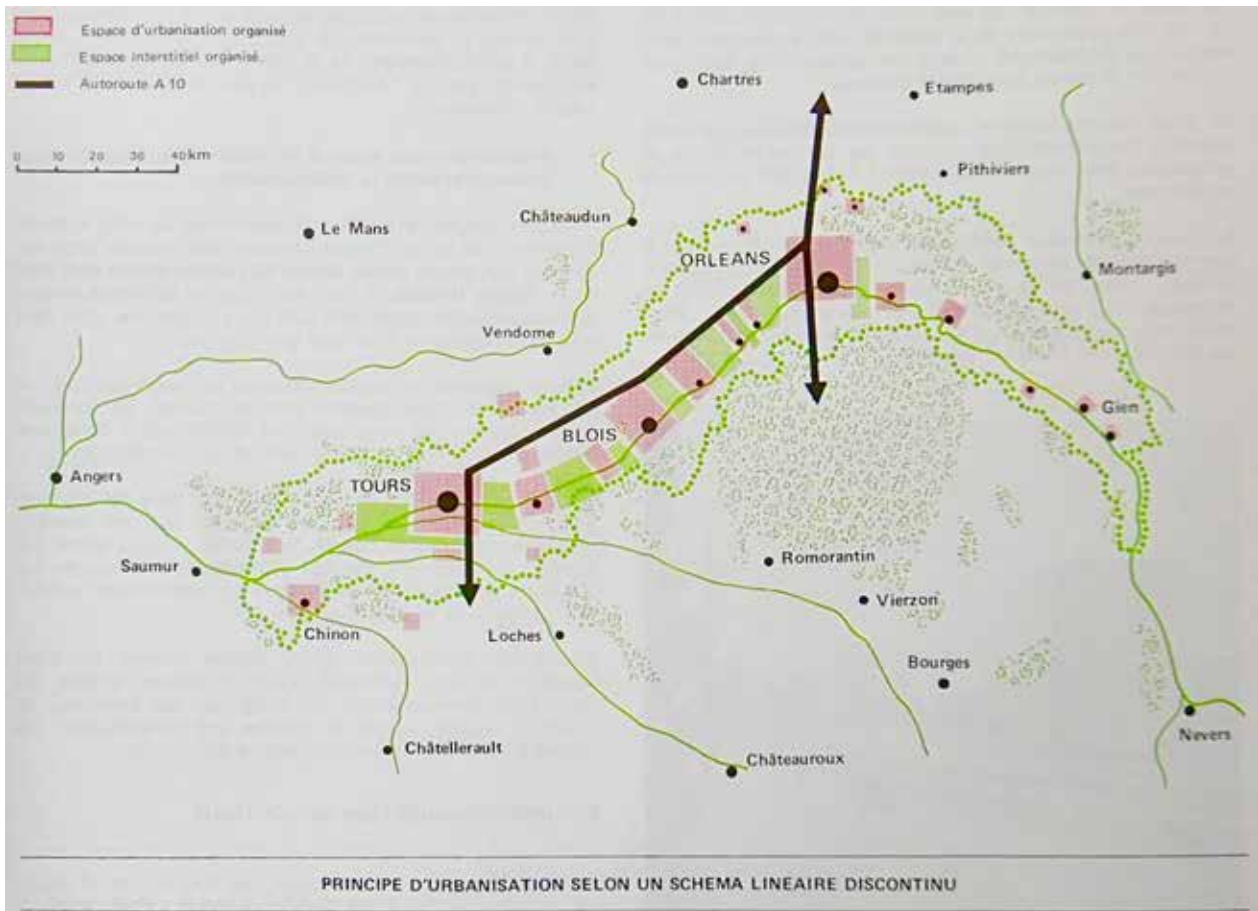 Espace d'urbanisation organisé
Espace interstitiel organisé.
Autoroute A 10
0 10 20 30 40 km
Chartres
Etampes
Pithiviers
Châteaudun
Le Mans
ORLEANS
Montargis
Vendome
Gien
BLOIS
Angers
TOURS
Saumur
Romorantin
Vierzon
Chinon
Loches
Bourges
Nevers
Châtellerault
Châteauroux
PRINCIPE D'URBANISATION SELON UN SCHEMA LINEAIRE DISCONTINU